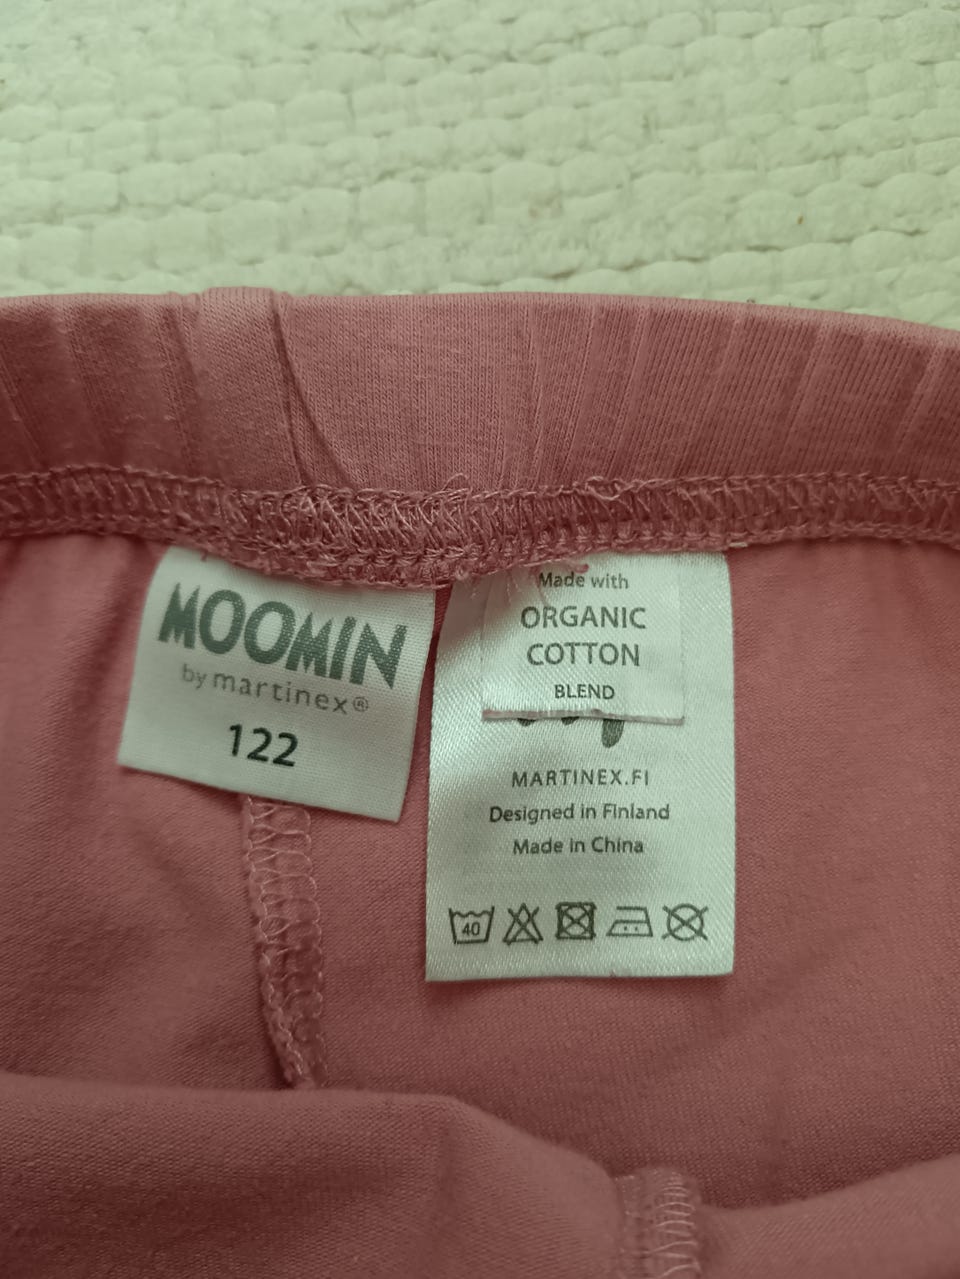 MOOMIN
by martinex®
122
Made with
ORGANIC
COTTON
BLEND
MARTINEX.FI
Designed in Finland
Made in China
40